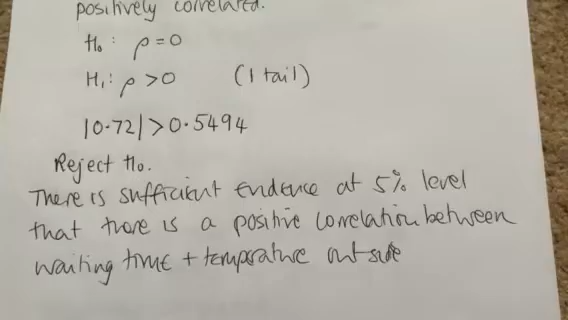 positively correlated.
H₀: ρ=0
H₁: ρ>0 (1 tail)
|0.72|>0.5494
Reject H₀.
There is sufficient evidence at 5% level
that there is a positive correlation between
waiting time + temperature outside